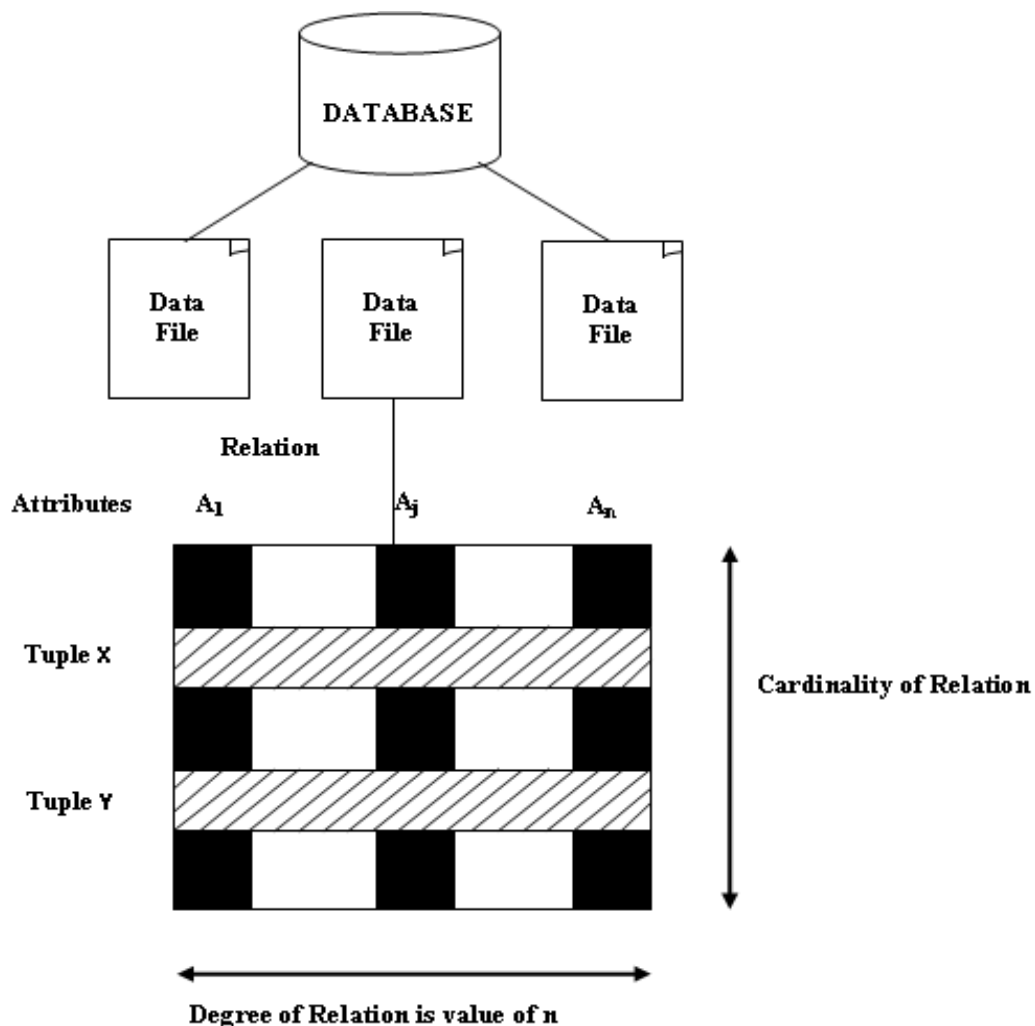 DATABASE
Data
File
Data
File
Data
File
Relation
Attributes A1 Aj An
Tuple X
Cardinality of Relation
Tuple Y
Degree of Relation is value of n